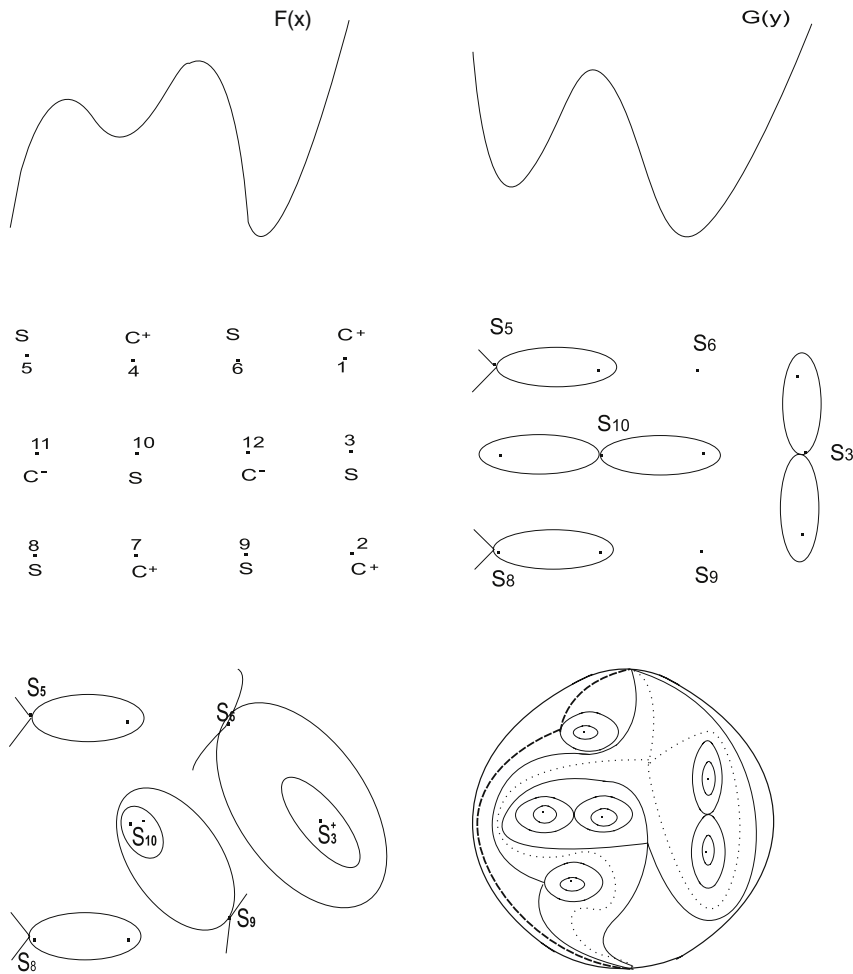 F(x)
G(y)
S C⁺ S C⁺
5 4 6 1
11 10 12 3
C⁻ S C⁻ S
8 7 9 2
S C⁺ S C⁺
S5
S6
S10
S3
S8
S9
S5
S6
S10
S3⁺
S9
S8